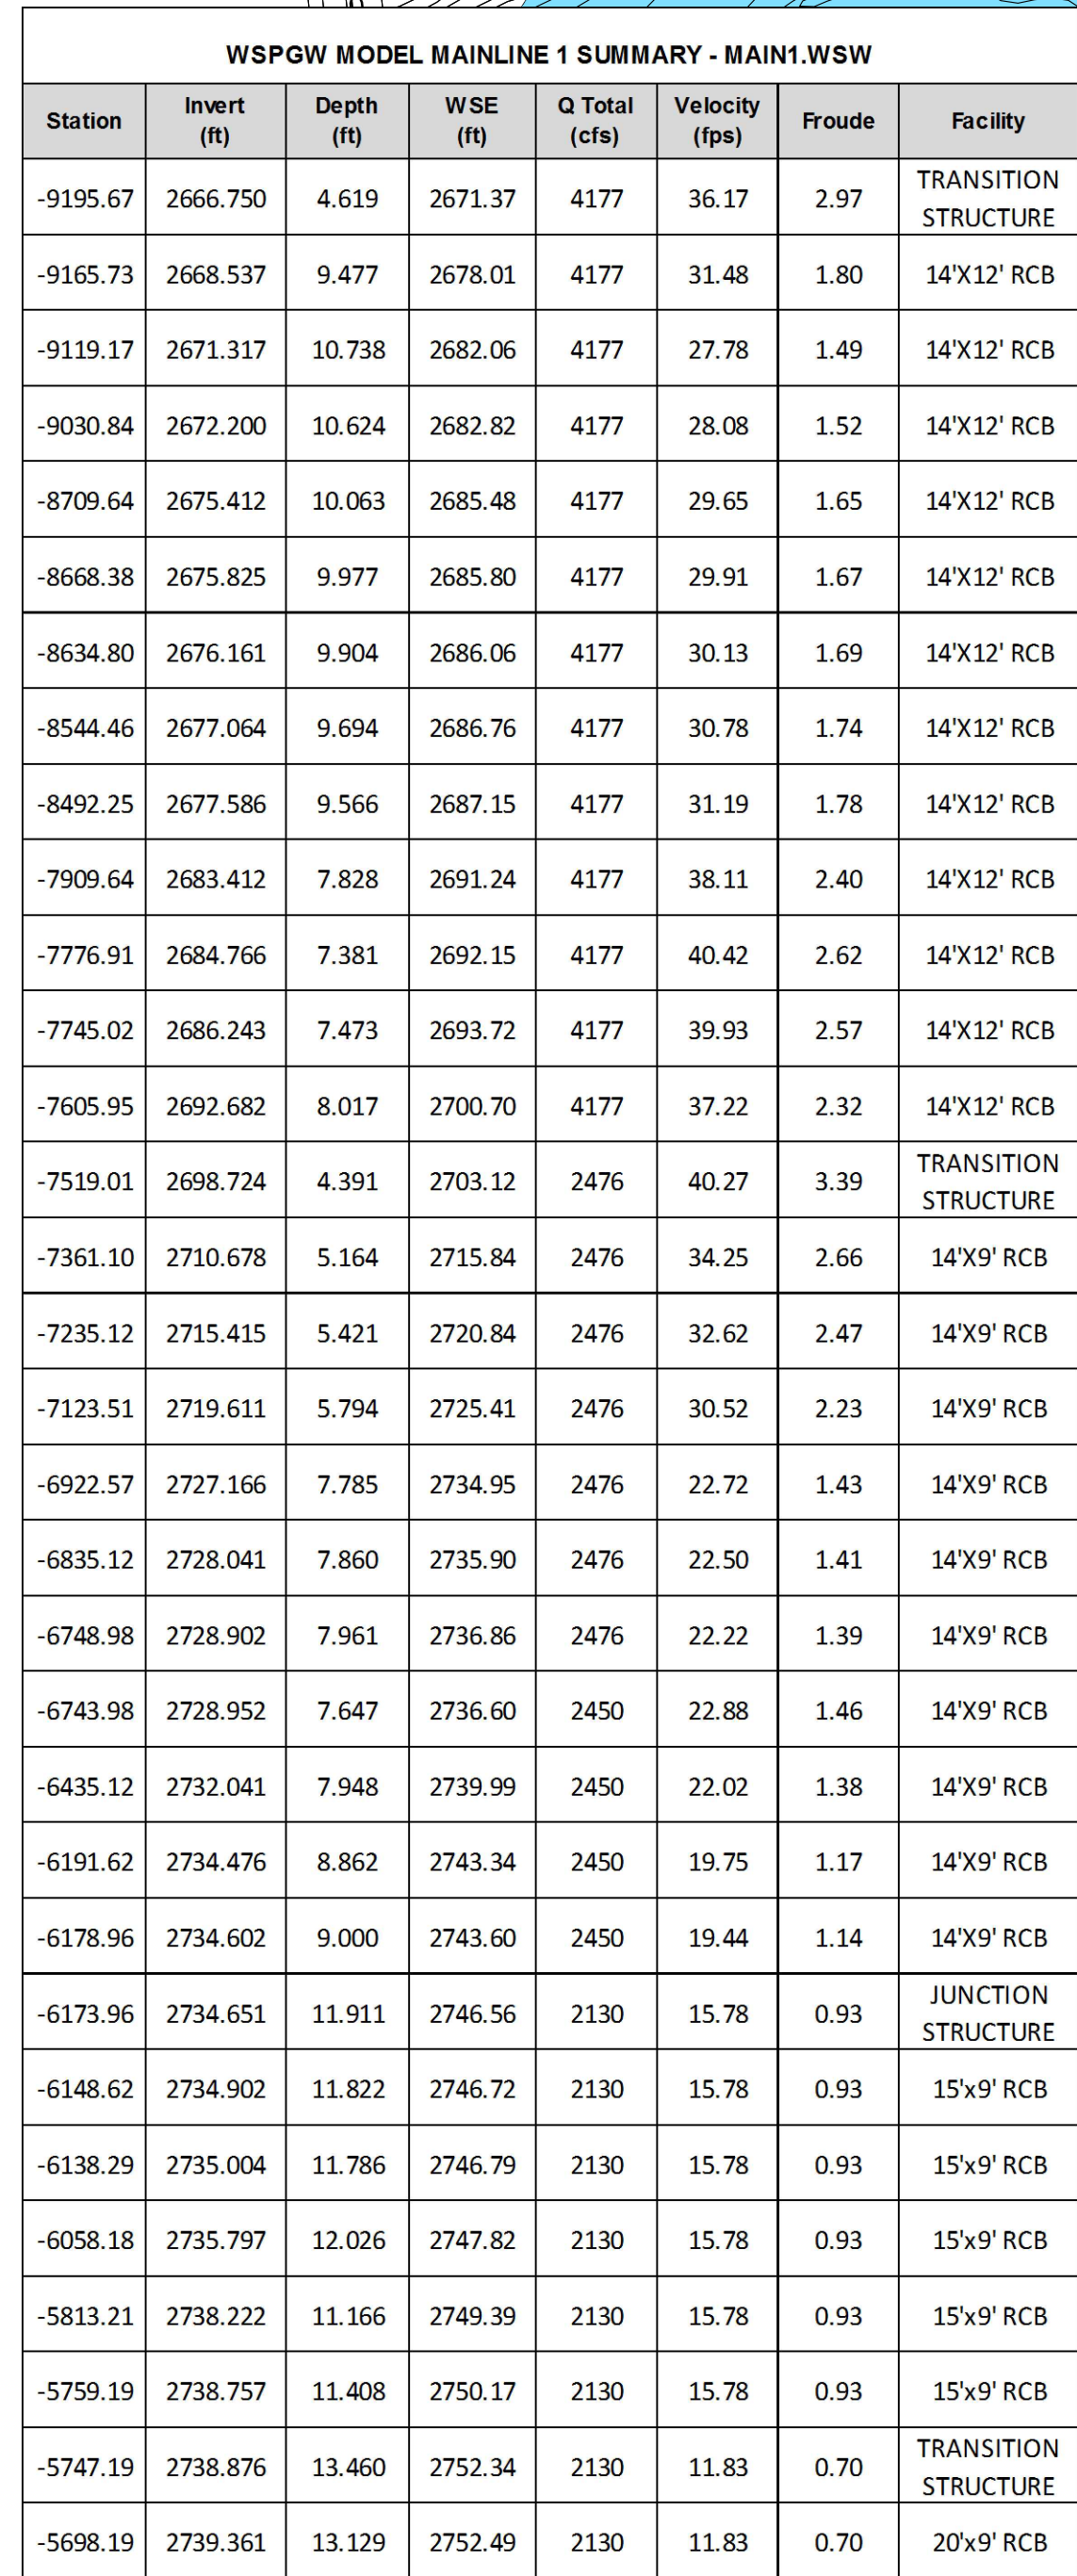 WSPGW MODEL MAINLINE 1 SUMMARY - MAIN1.WSW
Station Invert (ft) Depth (ft) WSE (ft) Q Total (cfs) Velocity (fps) Froude Facility
-9195.67 2666.750 4.619 2671.37 4177 36.17 2.97 TRANSITION STRUCTURE
-9165.73 2668.537 9.477 2678.01 4177 31.48 1.80 14'X12' RCB
-9119.17 2671.317 10.738 2682.06 4177 27.78 1.49 14'X12' RCB
-9030.84 2672.200 10.624 2682.82 4177 28.08 1.52 14'X12' RCB
-8709.64 2675.412 10.063 2685.48 4177 29.65 1.65 14'X12' RCB
-8668.38 2675.825 9.977 2685.80 4177 29.91 1.67 14'X12' RCB
-8634.80 2676.161 9.904 2686.06 4177 30.13 1.69 14'X12' RCB
-8544.46 2677.064 9.694 2686.76 4177 30.78 1.74 14'X12' RCB
-8492.25 2677.586 9.566 2687.15 4177 31.19 1.78 14'X12' RCB
-7909.64 2683.412 7.828 2691.24 4177 38.11 2.40 14'X12' RCB
-7776.91 2684.766 7.381 2692.15 4177 40.42 2.62 14'X12' RCB
-7745.02 2686.243 7.473 2693.72 4177 39.93 2.57 14'X12' RCB
-7605.95 2692.682 8.017 2700.70 4177 37.22 2.32 14'X12' RCB
-7519.01 2698.724 4.391 2703.12 2476 40.27 3.39 TRANSITION STRUCTURE
-7361.10 2710.678 5.164 2715.84 2476 34.25 2.66 14'X9' RCB
-7235.12 2715.415 5.421 2720.84 2476 32.62 2.47 14'X9' RCB
-7123.51 2719.611 5.794 2725.41 2476 30.52 2.23 14'X9' RCB
-6922.57 2727.166 7.785 2734.95 2476 22.72 1.43 14'X9' RCB
-6835.12 2728.041 7.860 2735.90 2476 22.50 1.41 14'X9' RCB
-6748.98 2728.902 7.961 2736.86 2476 22.22 1.39 14'X9' RCB
-6743.98 2728.952 7.647 2736.60 2450 22.88 1.46 14'X9' RCB
-6435.12 2732.041 7.948 2739.99 2450 22.02 1.38 14'X9' RCB
-6191.62 2734.476 8.862 2743.34 2450 19.75 1.17 14'X9' RCB
-6178.96 2734.602 9.000 2743.60 2450 19.44 1.14 14'X9' RCB
-6173.96 2734.651 11.911 2746.56 2130 15.78 0.93 JUNCTION STRUCTURE
-6148.62 2734.902 11.822 2746.72 2130 15.78 0.93 15'x9' RCB
-6138.29 2735.004 11.786 2746.79 2130 15.78 0.93 15'x9' RCB
-6058.18 2735.797 12.026 2747.82 2130 15.78 0.93 15'x9' RCB
-5813.21 2738.222 11.166 2749.39 2130 15.78 0.93 15'x9' RCB
-5759.19 2738.757 11.408 2750.17 2130 15.78 0.93 15'x9' RCB
-5747.19 2738.876 13.460 2752.34 2130 11.83 0.70 TRANSITION STRUCTURE
-5698.19 2739.361 13.129 2752.49 2130 11.83 0.70 20'x9' RCB